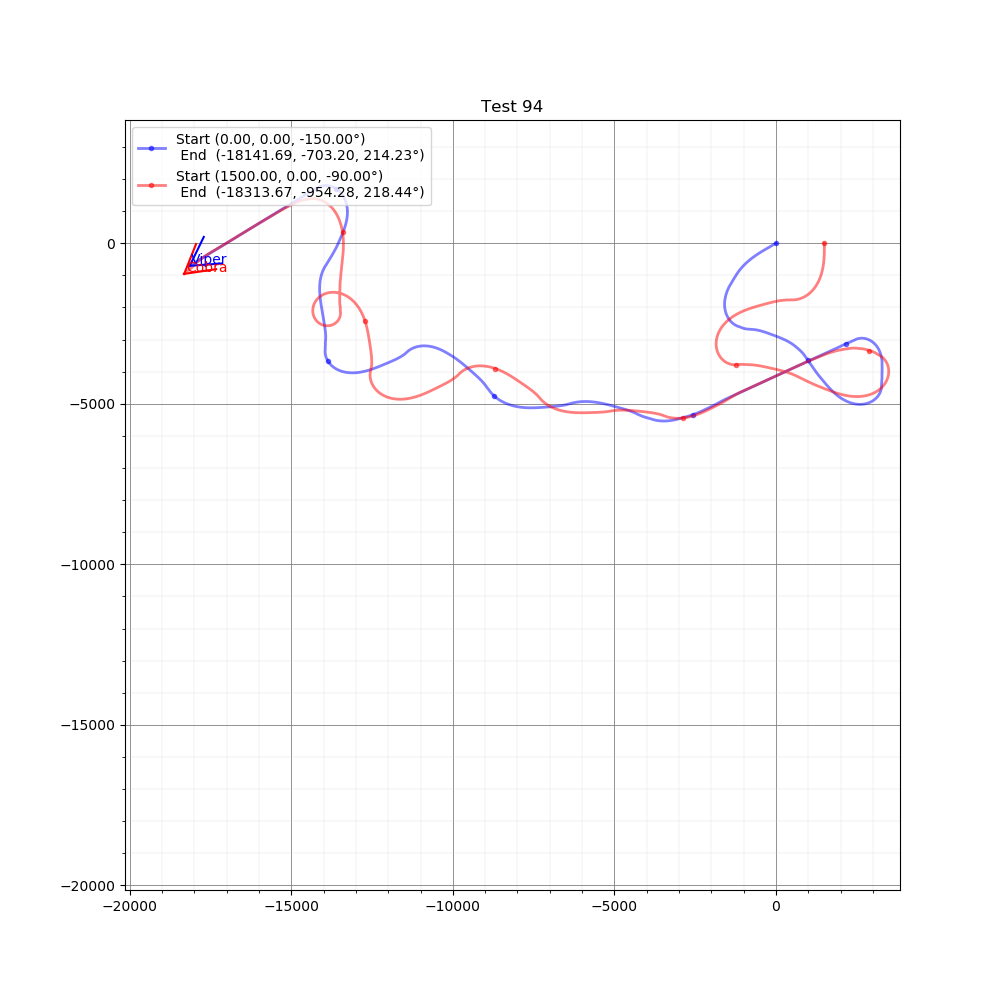 Test 94
Start (0.00, 0.00, -150.00°)
End (-18141.69, -703.20, 214.23°)
Start (1500.00, 0.00, -90.00°)
End (-18313.67, -954.28, 218.44°)
Viper
Cobra
0
−5000
−10000
−15000
−20000
−20000 −15000 −10000 −5000 0